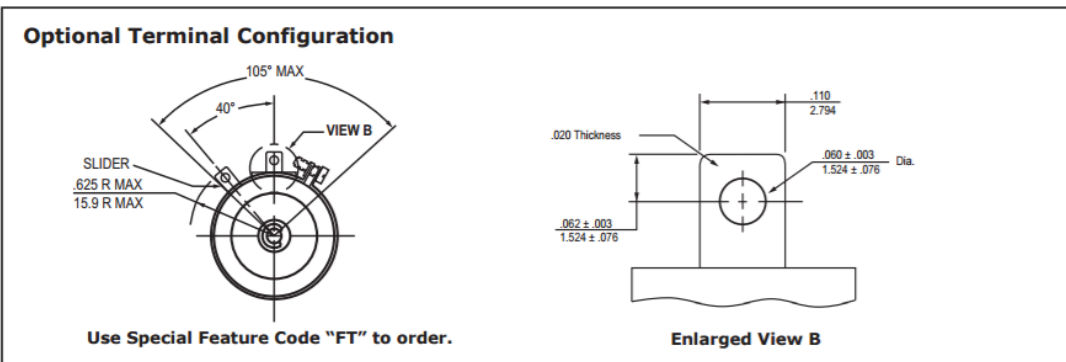 Optional Terminal Configuration
105° MAX
40°
VIEW B
SLIDER
.625 R MAX
15.9 R MAX
Use Special Feature Code “FT” to order.
.110
2.794
.020 Thickness
.060 ± .003 Dia.
1.524 ± .076
.062 ± .003
1.524 ± .076
Enlarged View B